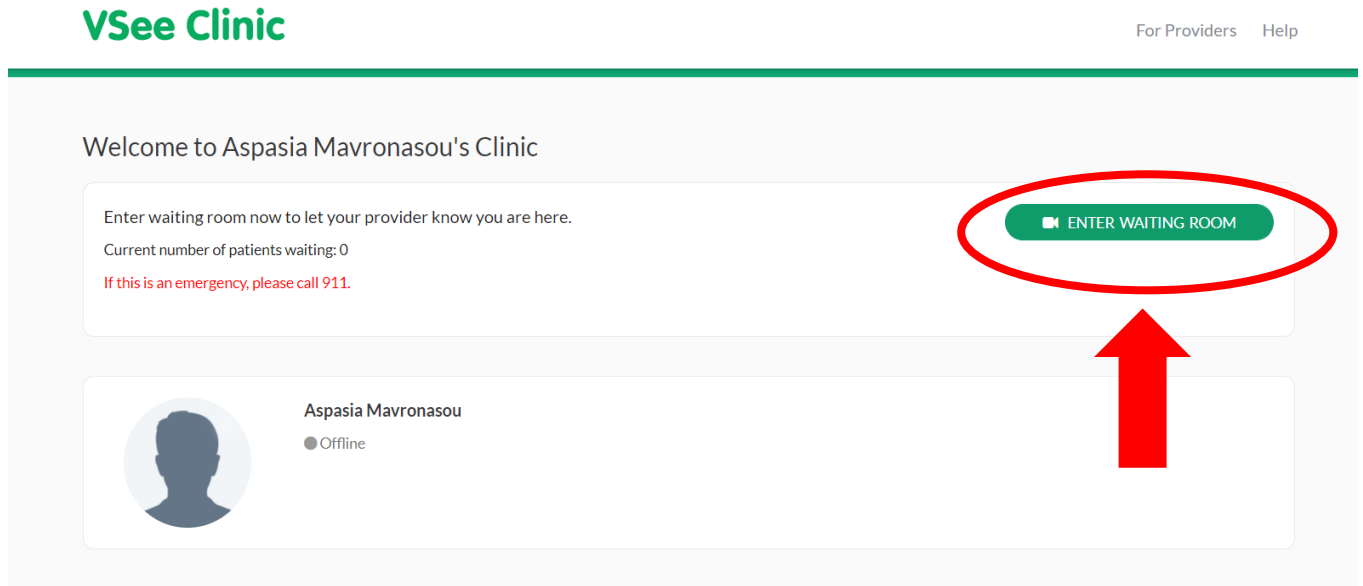 VSee Clinic
For Providers Help
Welcome to Aspasia Mavronasou's Clinic
Enter waiting room now to let your provider know you are here.
ENTER WAITING ROOM
Current number of patients waiting: 0
If this is an emergency, please call 911.
Aspasia Mavronasou
Offline